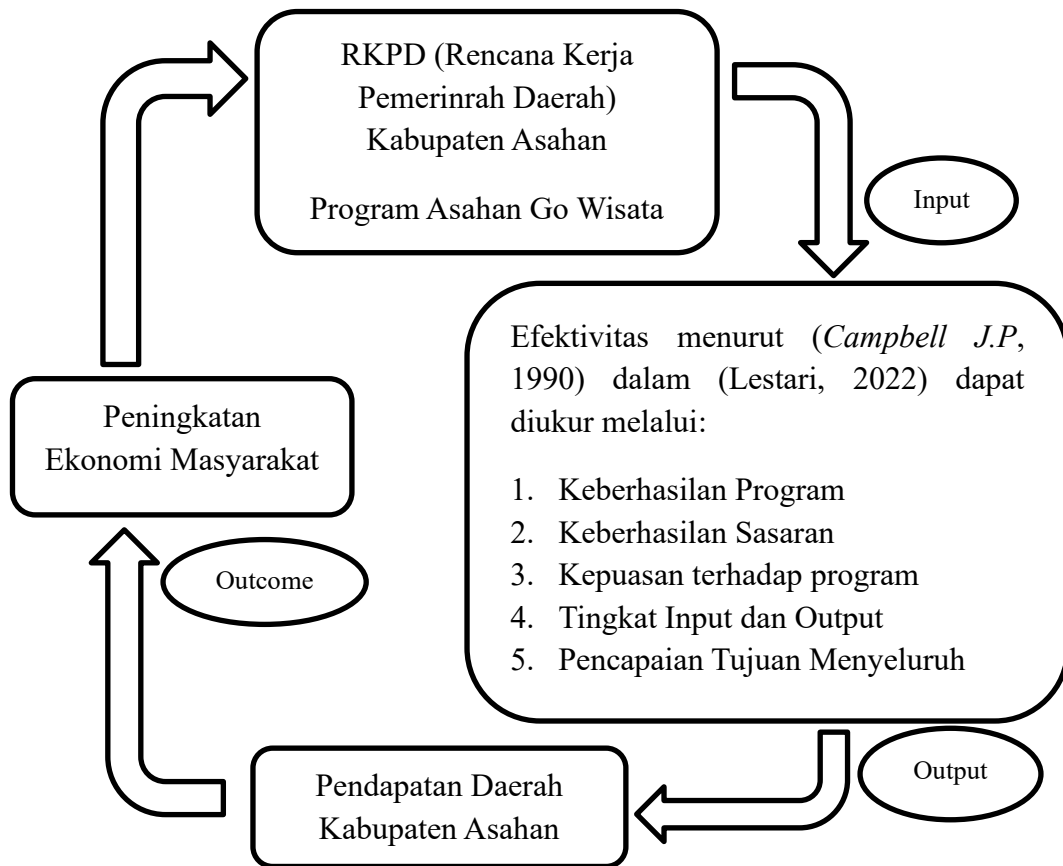 RKPD (Rencana Kerja
Pemerinrah Daerah)
Kabupaten Asahan
Program Asahan Go Wisata
Input
Efektivitas menurut (Campbell J.P,
1990) dalam (Lestari, 2022) dapat
diukur melalui:
1. Keberhasilan Program
2. Keberhasilan Sasaran
3. Kepuasan terhadap program
4. Tingkat Input dan Output
5. Pencapaian Tujuan Menyeluruh
Output
Pendapatan Daerah
Kabupaten Asahan
Outcome
Peningkatan
Ekonomi Masyarakat